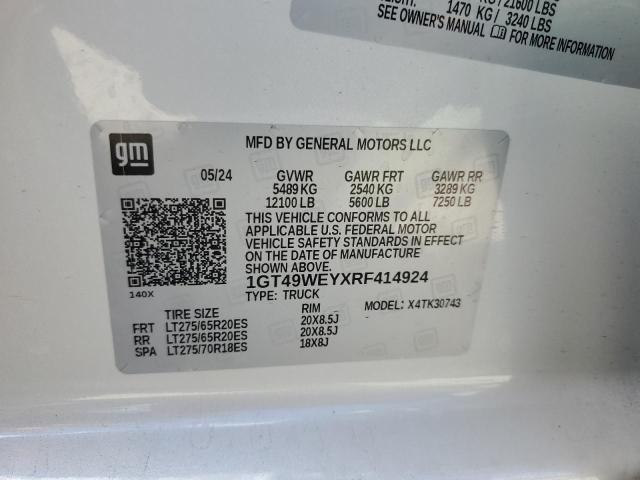 KG/21600 LBS
1470 KG / 3240 LBS
SEE OWNER'S MANUAL FOR MORE INFORMATION
gm
MFD BY GENERAL MOTORS LLC
05/24 GVWR GAWR FRT GAWR RR
5489 KG 2540 KG 3289 KG
12100 LB 5600 LB 7250 LB
THIS VEHICLE CONFORMS TO ALL
APPLICABLE U.S. FEDERAL MOTOR
VEHICLE SAFETY STANDARDS IN EFFECT
ON THE DATE OF MANUFACTURE
SHOWN ABOVE.
1GT49WEYXRF414924
140X
TYPE: TRUCK MODEL: X4TK30743
TIRE SIZE RIM
FRT LT275/65R20ES 20X8.5J
RR LT275/65R20ES 20X8.5J
SPA LT275/70R18ES 18X8J